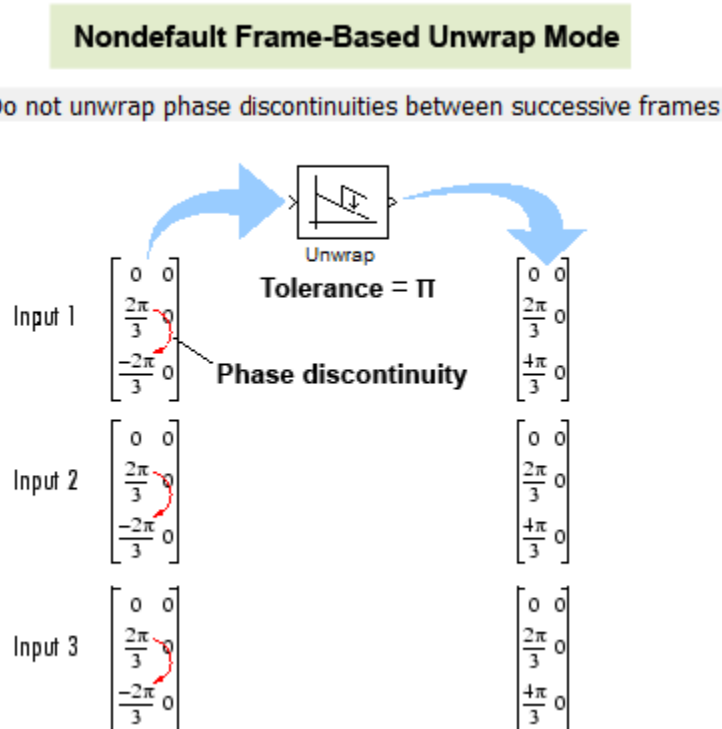 Nondefault Frame-Based Unwrap Mode
Do not unwrap phase discontinuities between successive frames
Unwrap
Tolerance = π
Input 1
0 0
2π/3 0
-2π/3 0
0 0
2π/3 0
4π/3 0
Phase discontinuity
Input 2
0 0
2π/3 0
-2π/3 0
0 0
2π/3 0
4π/3 0
Input 3
0 0
2π/3 0
-2π/3 0
0 0
2π/3 0
4π/3 0